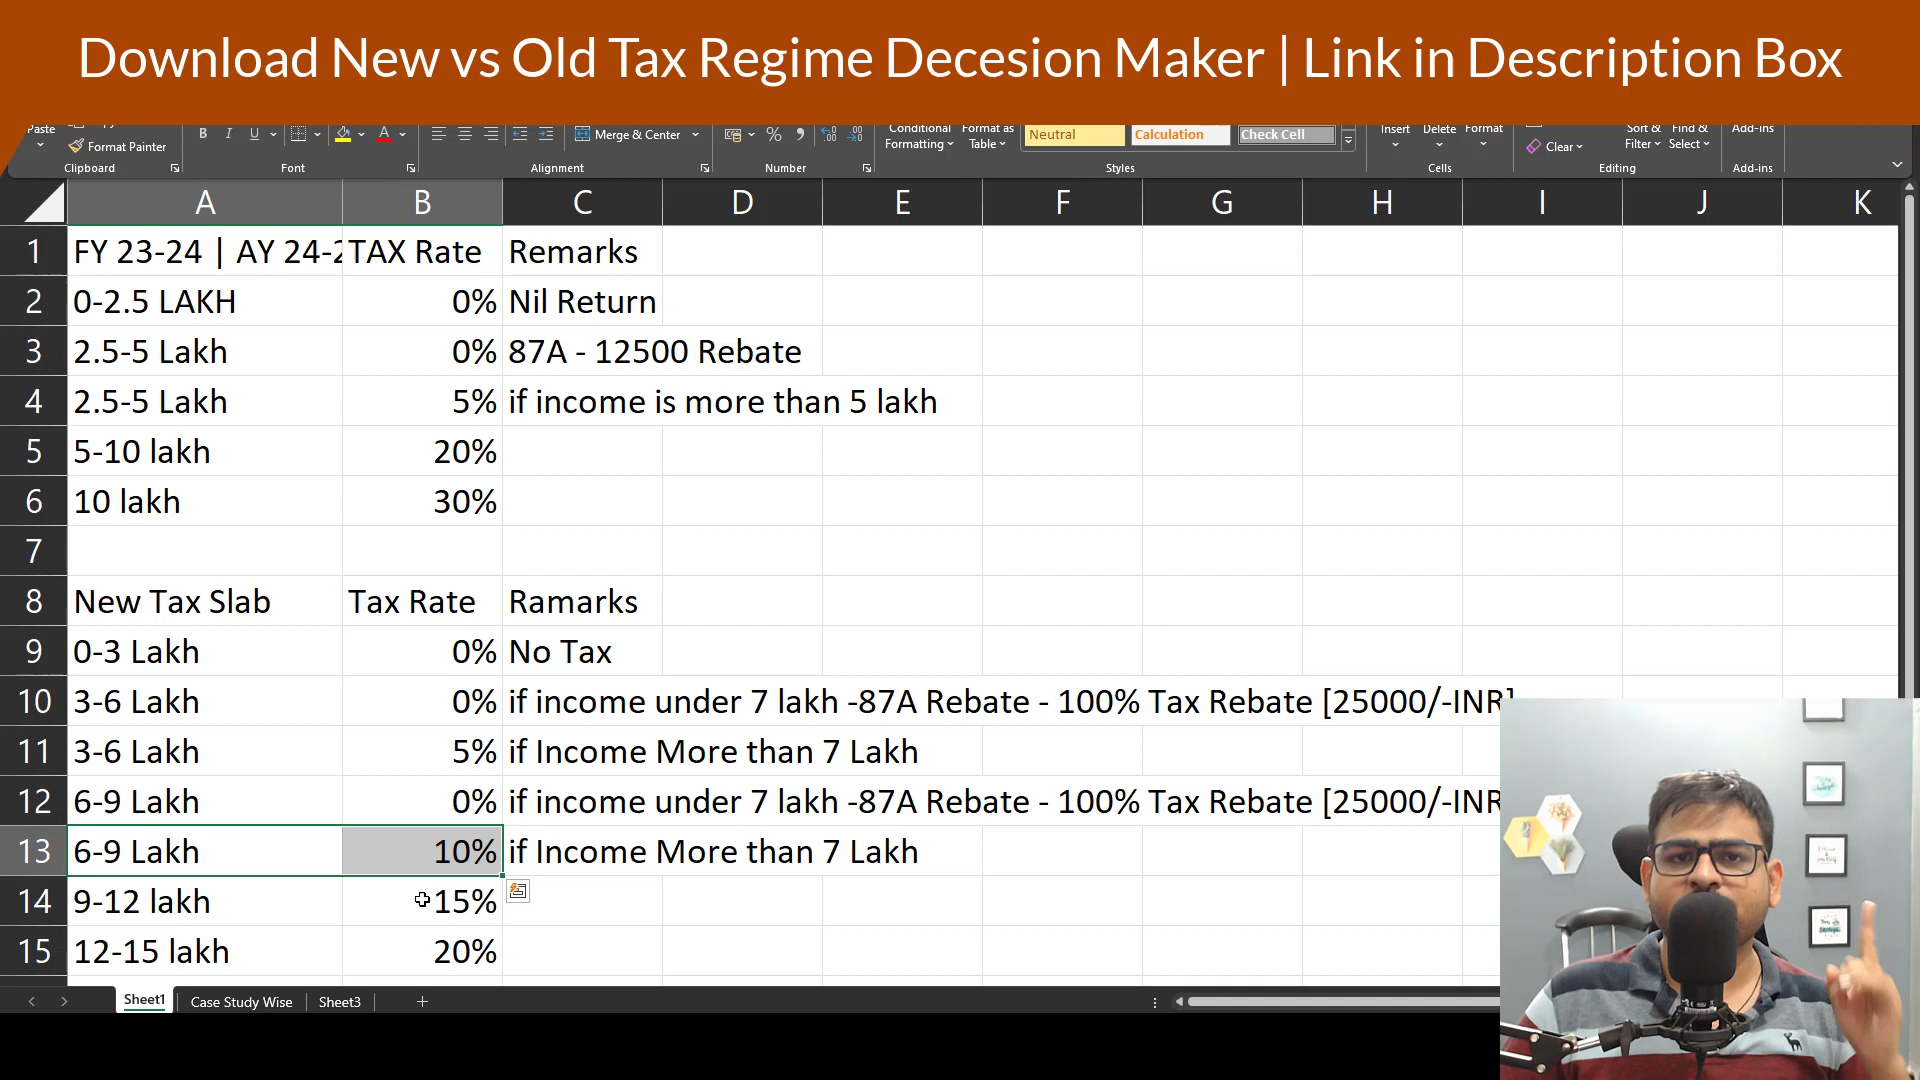 Download New vs Old Tax Regime Decesion Maker | Link in Description Box
Paste
Format Painter
B I U
A
Merge & Center
%
Conditional Formatting
Format as Table
Neutral
Calculation
Check Cell
Insert
Delete
Format
Clear
Sort & Filter
Find & Select
Add-ins
Clipboard
Font
Alignment
Number
Styles
Cells
Editing
Add-ins
A B C D E F G H I J K
1 FY 23-24 | AY 24-2 TAX Rate Remarks
2 0-2.5 LAKH 0% Nil Return
3 2.5-5 Lakh 0% 87A - 12500 Rebate
4 2.5-5 Lakh 5% if income is more than 5 lakh
5 5-10 lakh 20%
6 10 lakh 30%
7
8 New Tax Slab Tax Rate Ramarks
9 0-3 Lakh 0% No Tax
10 3-6 Lakh 0% if income under 7 lakh -87A Rebate - 100% Tax Rebate [25000/-INR]
11 3-6 Lakh 5% if Income More than 7 Lakh
12 6-9 Lakh 0% if income under 7 lakh -87A Rebate - 100% Tax Rebate [25000/-INR
13 6-9 Lakh 10% if Income More than 7 Lakh
14 9-12 lakh 15%
15 12-15 lakh 20%
Sheet1 Case Study Wise Sheet3